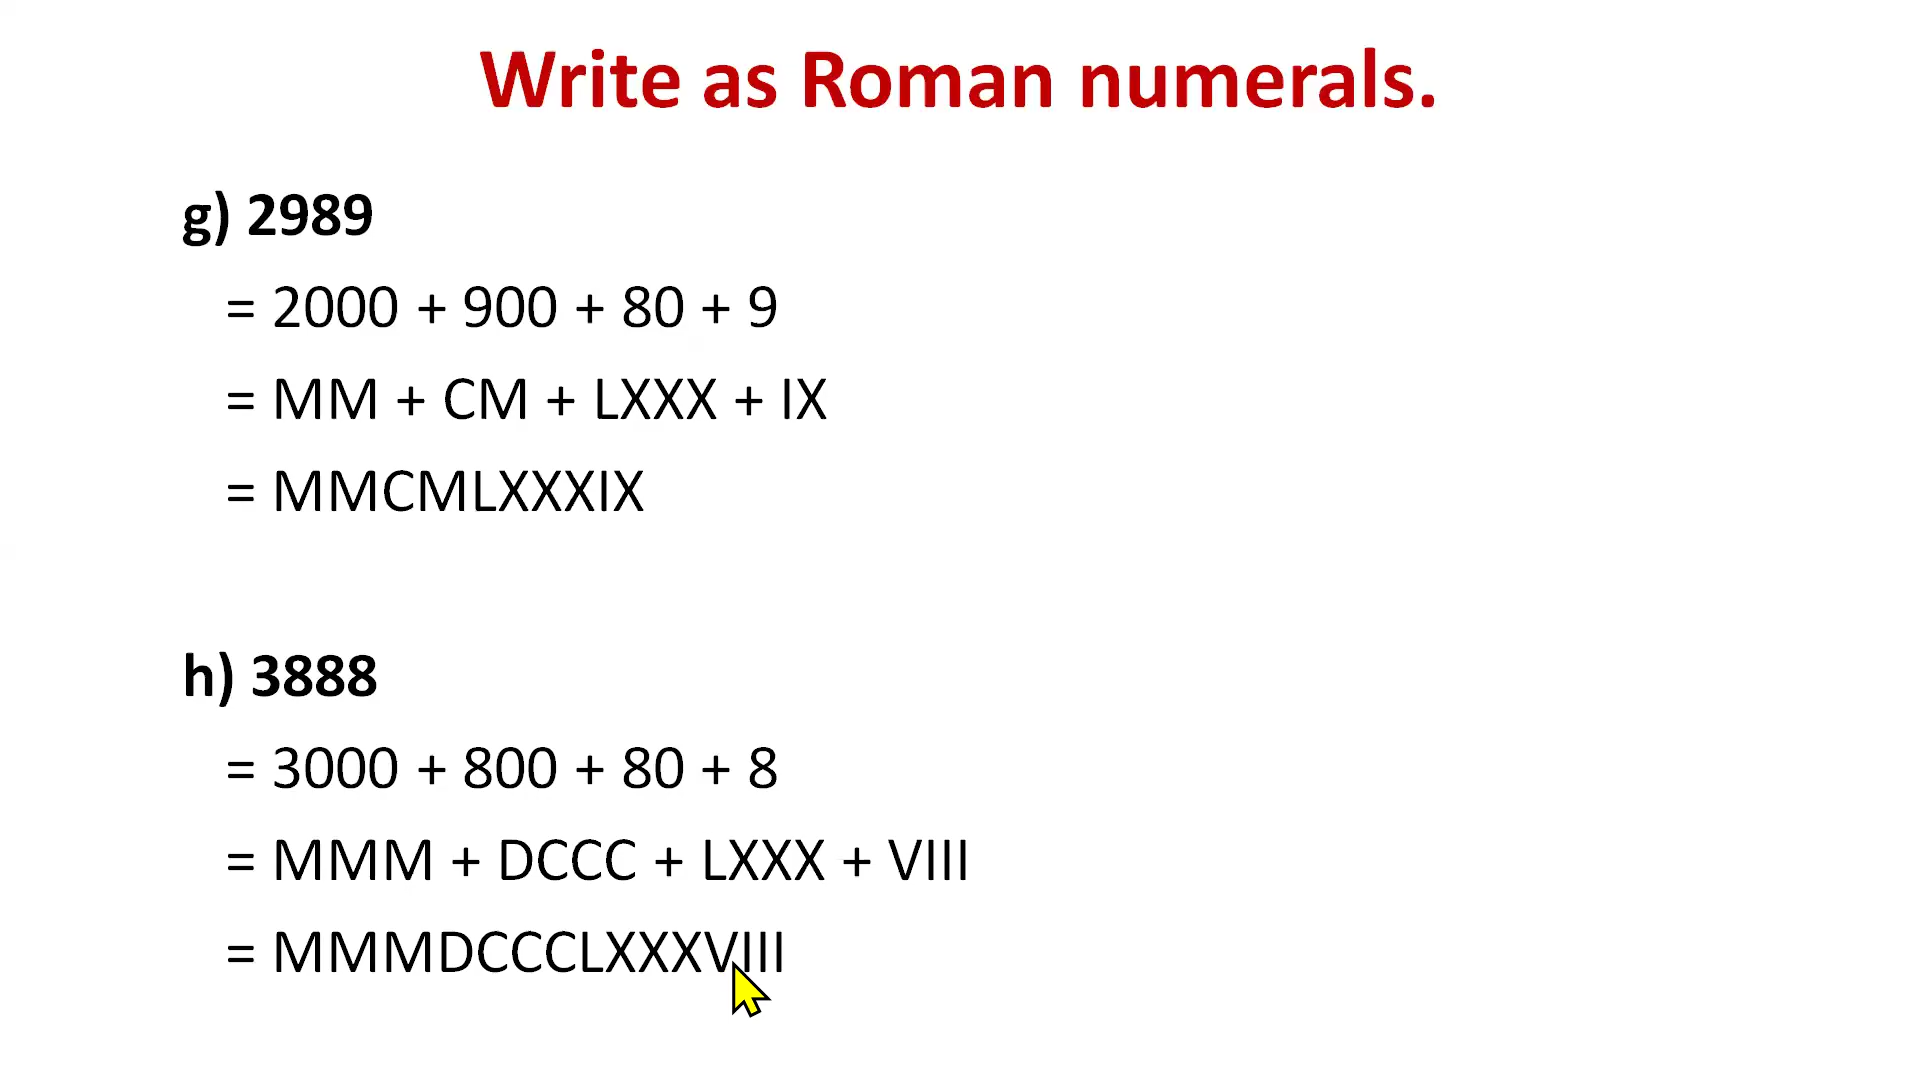 Write as Roman numerals.
g) 2989
= 2000 + 900 + 80 + 9
= MM + CM + LXXX + IX
= MMCMLXXXIX
h) 3888
= 3000 + 800 + 80 + 8
= MMM + DCCC + LXXX + VIII
= MMMDCCCLXXXVIII